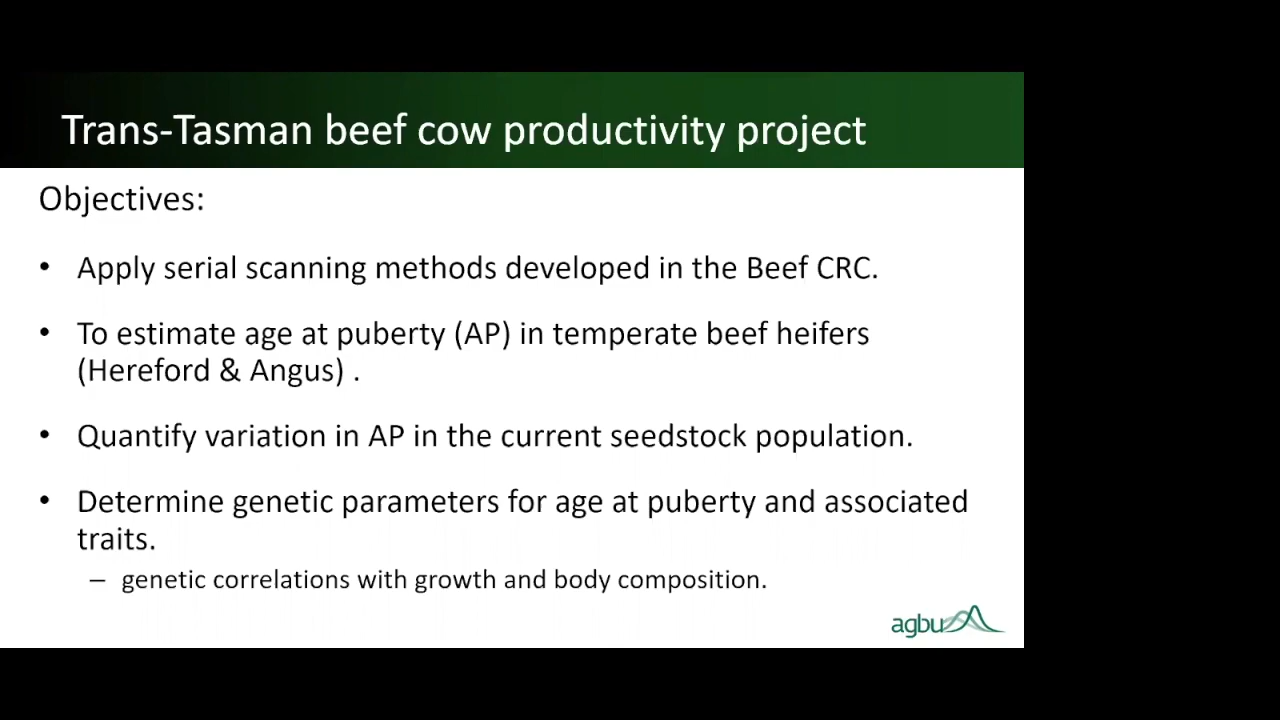 Trans-Tasman beef cow productivity project
Objectives:
• Apply serial scanning methods developed in the Beef CRC.
• To estimate age at puberty (AP) in temperate beef heifers
(Hereford & Angus) .
• Quantify variation in AP in the current seedstock population.
• Determine genetic parameters for age at puberty and associated
traits.
– genetic correlations with growth and body composition.
agbu